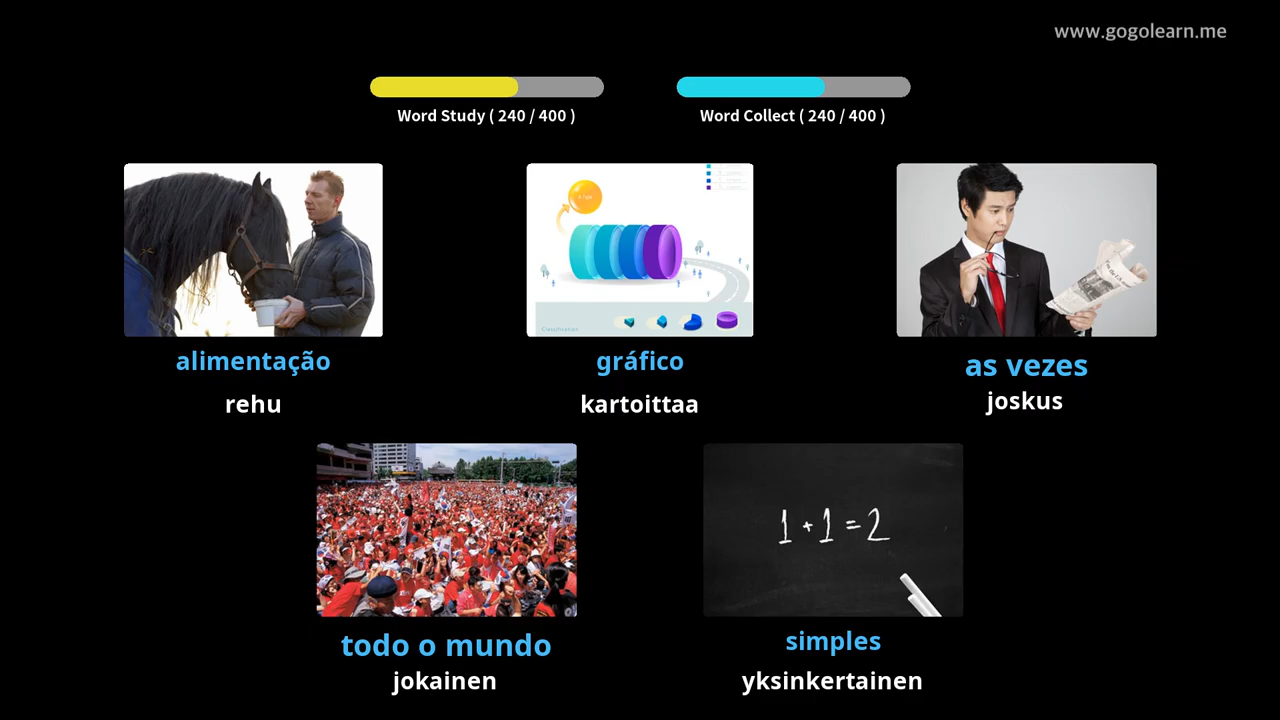 www.gogolearn.me
Word Study ( 240 / 400 )
Word Collect ( 240 / 400 )
alimentação
rehu
gráfico
kartoittaa
as vezes
joskus
1 + 1 = 2
todo o mundo
jokainen
simples
yksinkertainen